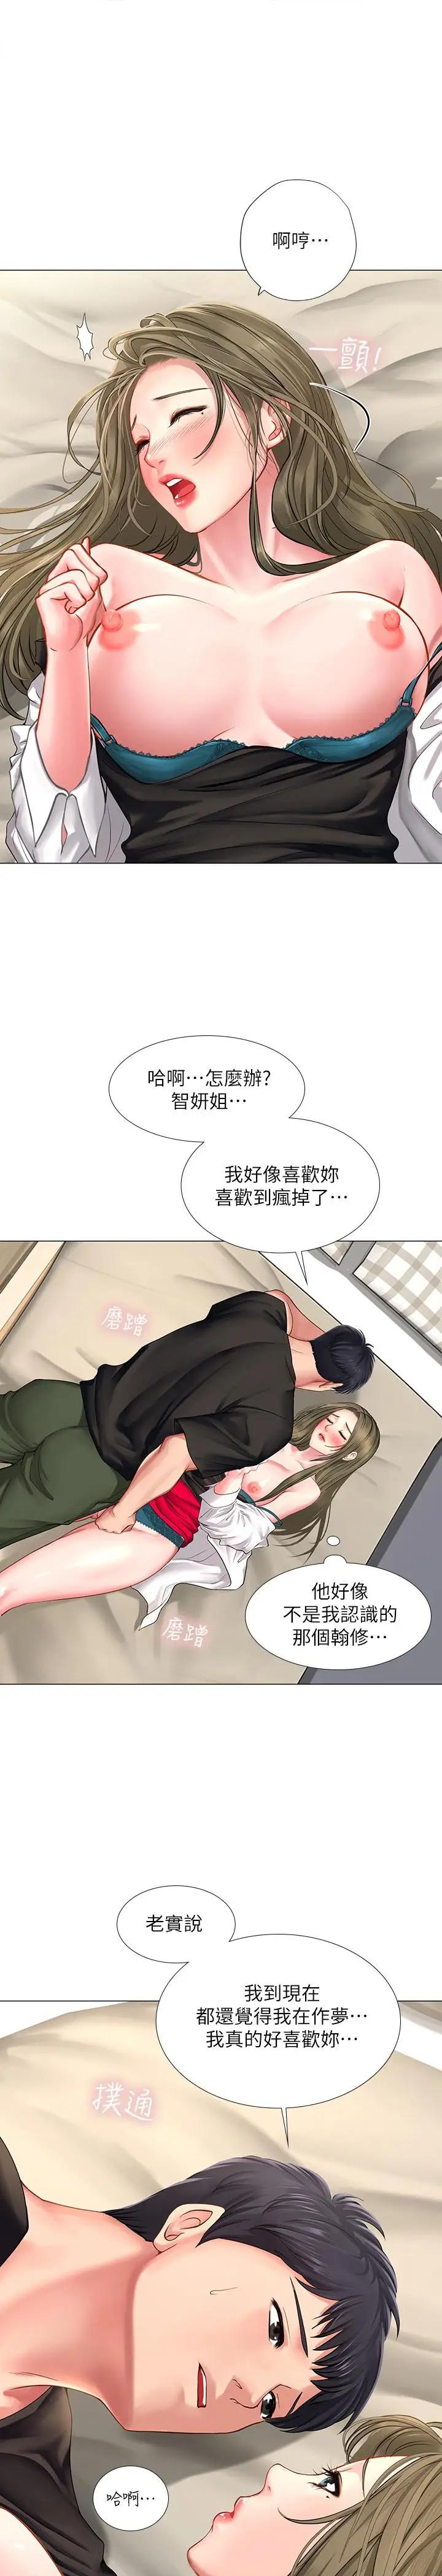 啊哼⋯
一顫!
哈啊⋯怎麼辦?
智妍姐⋯
我好像喜歡妳
喜歡到瘋掉了⋯
磨蹭
他好像
不是我認識的
那個翰修⋯
磨蹭
老實說
我到現在
都還覺得我在作夢⋯
我真的好喜歡妳⋯
撲通
哈啊⋯